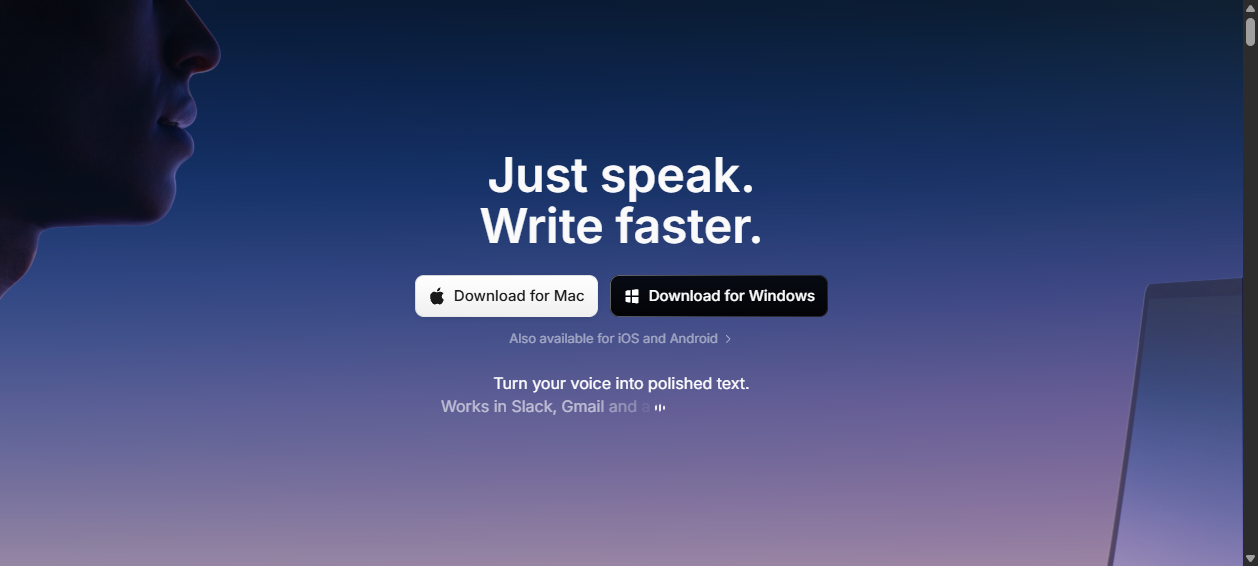 Just speak.
Write faster.
Download for Mac
Download for Windows
Also available for iOS and Android
Turn your voice into polished text.
Works in Slack, Gmail and a